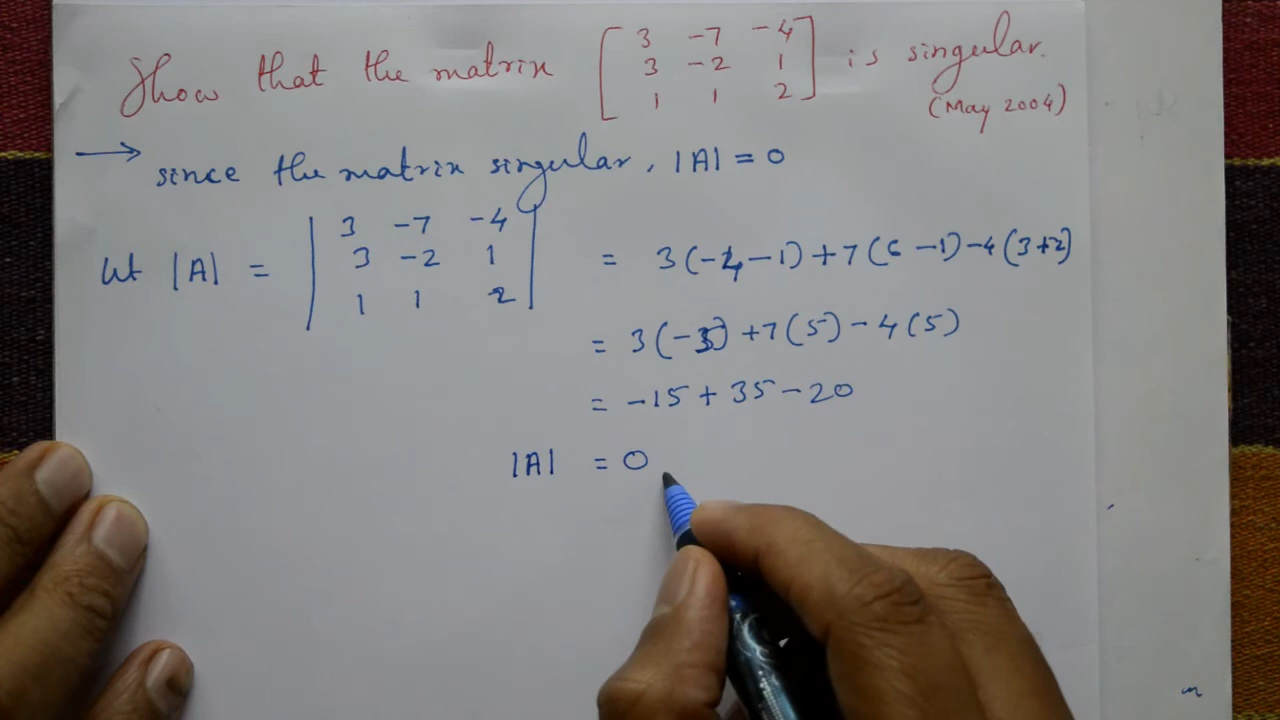 Show that the matrix [ 3 -7 -4
3 -2 1
1 1 2 ] is singular.
(May 2004)
→ since the matrix singular, |A| = 0
let |A| = | 3 -7 -4
3 -2 1
1 1 2 | = 3(-4-1)+7(6-1)-4(3+2)
= 3(-5)+7(5)-4(5)
= -15+35-20
|A| = 0